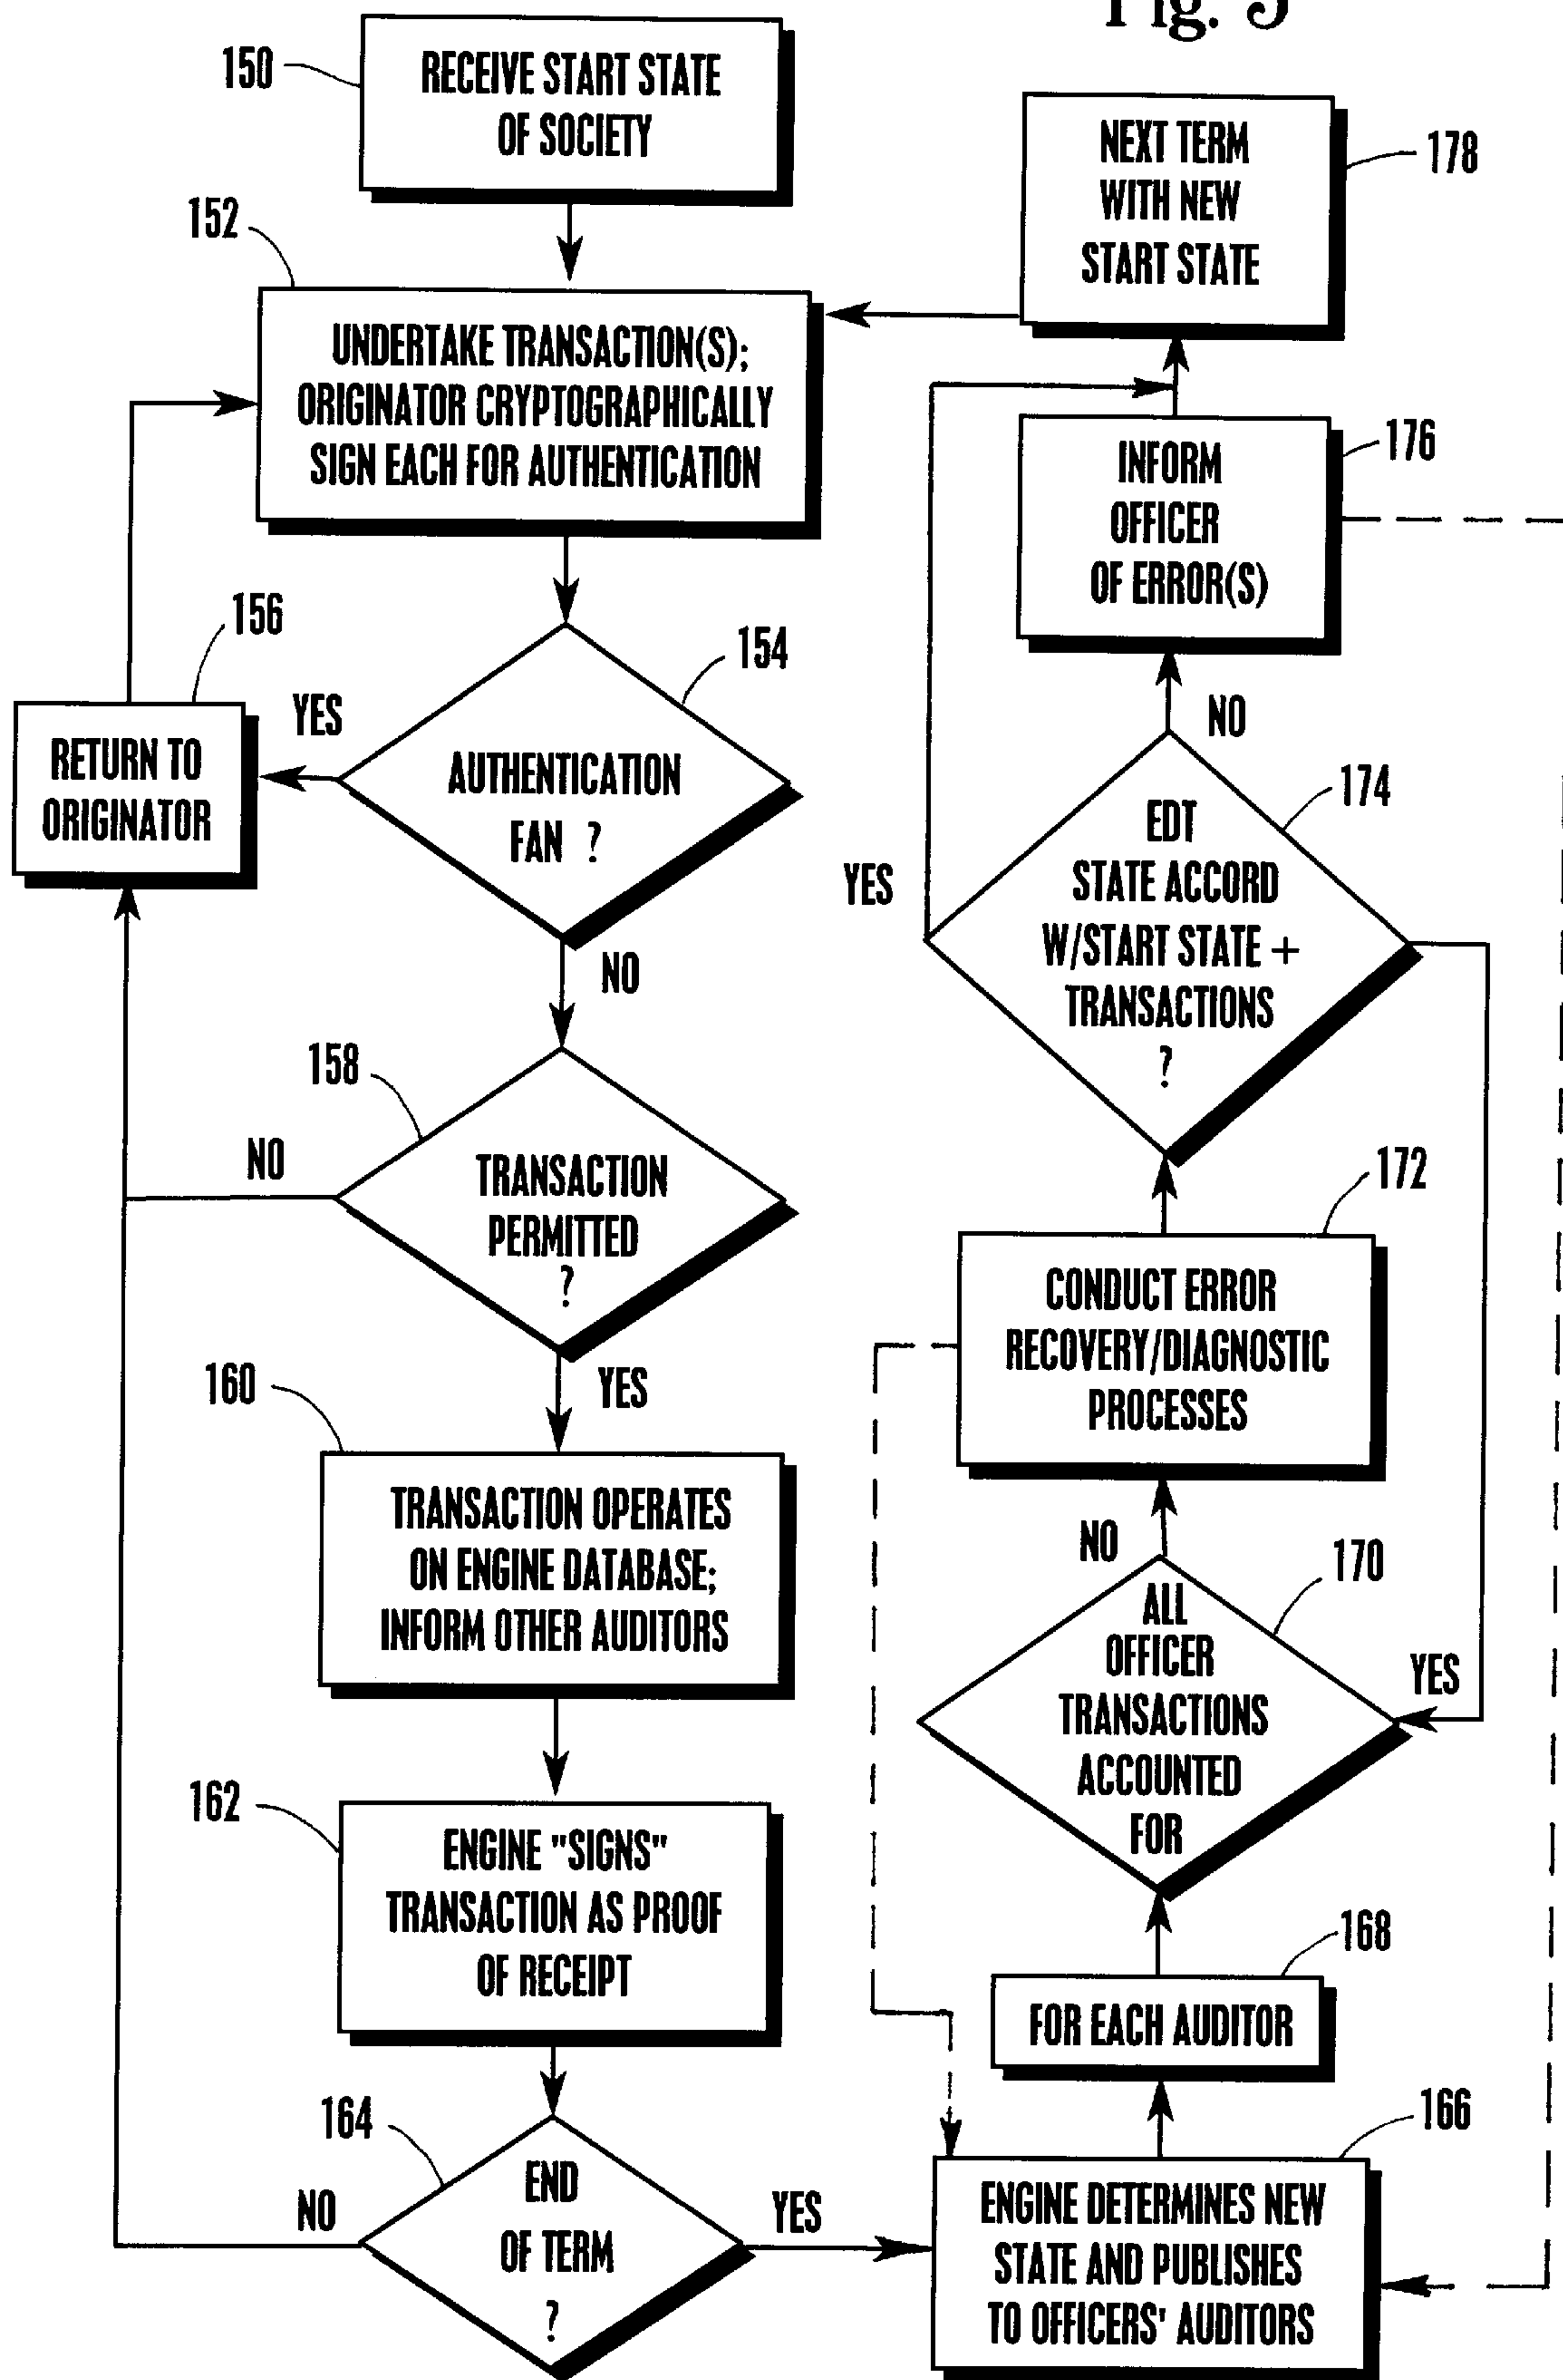 Fig. 5
150
RECEIVE START STATE
OF SOCIETY
152
UNDERTAKE TRANSACTION(S);
ORIGINATOR CRYPTOGRAPHICALLY
SIGN EACH FOR AUTHENTICATION
154
AUTHENTICATION
FAN ?
YES
156
RETURN TO
ORIGINATOR
NO
158
TRANSACTION
PERMITTED
?
NO
YES
160
TRANSACTION OPERATES
ON ENGINE DATABASE;
INFORM OTHER AUDITORS
162
ENGINE "SIGNS"
TRANSACTION AS PROOF
OF RECEIPT
164
END
OF TERM
?
NO
YES
166
ENGINE DETERMINES NEW
STATE AND PUBLISHES
TO OFFICERS' AUDITORS
168
FOR EACH AUDITOR
170
ALL
OFFICER
TRANSACTIONS
ACCOUNTED
FOR
YES
NO
172
CONDUCT ERROR
RECOVERY/DIAGNOSTIC
PROCESSES
174
EDT
STATE ACCORD
W/START STATE +
TRANSACTIONS
?
YES
NO
176
INFORM
OFFICER
OF ERROR(S)
178
NEXT TERM
WITH NEW
START STATE